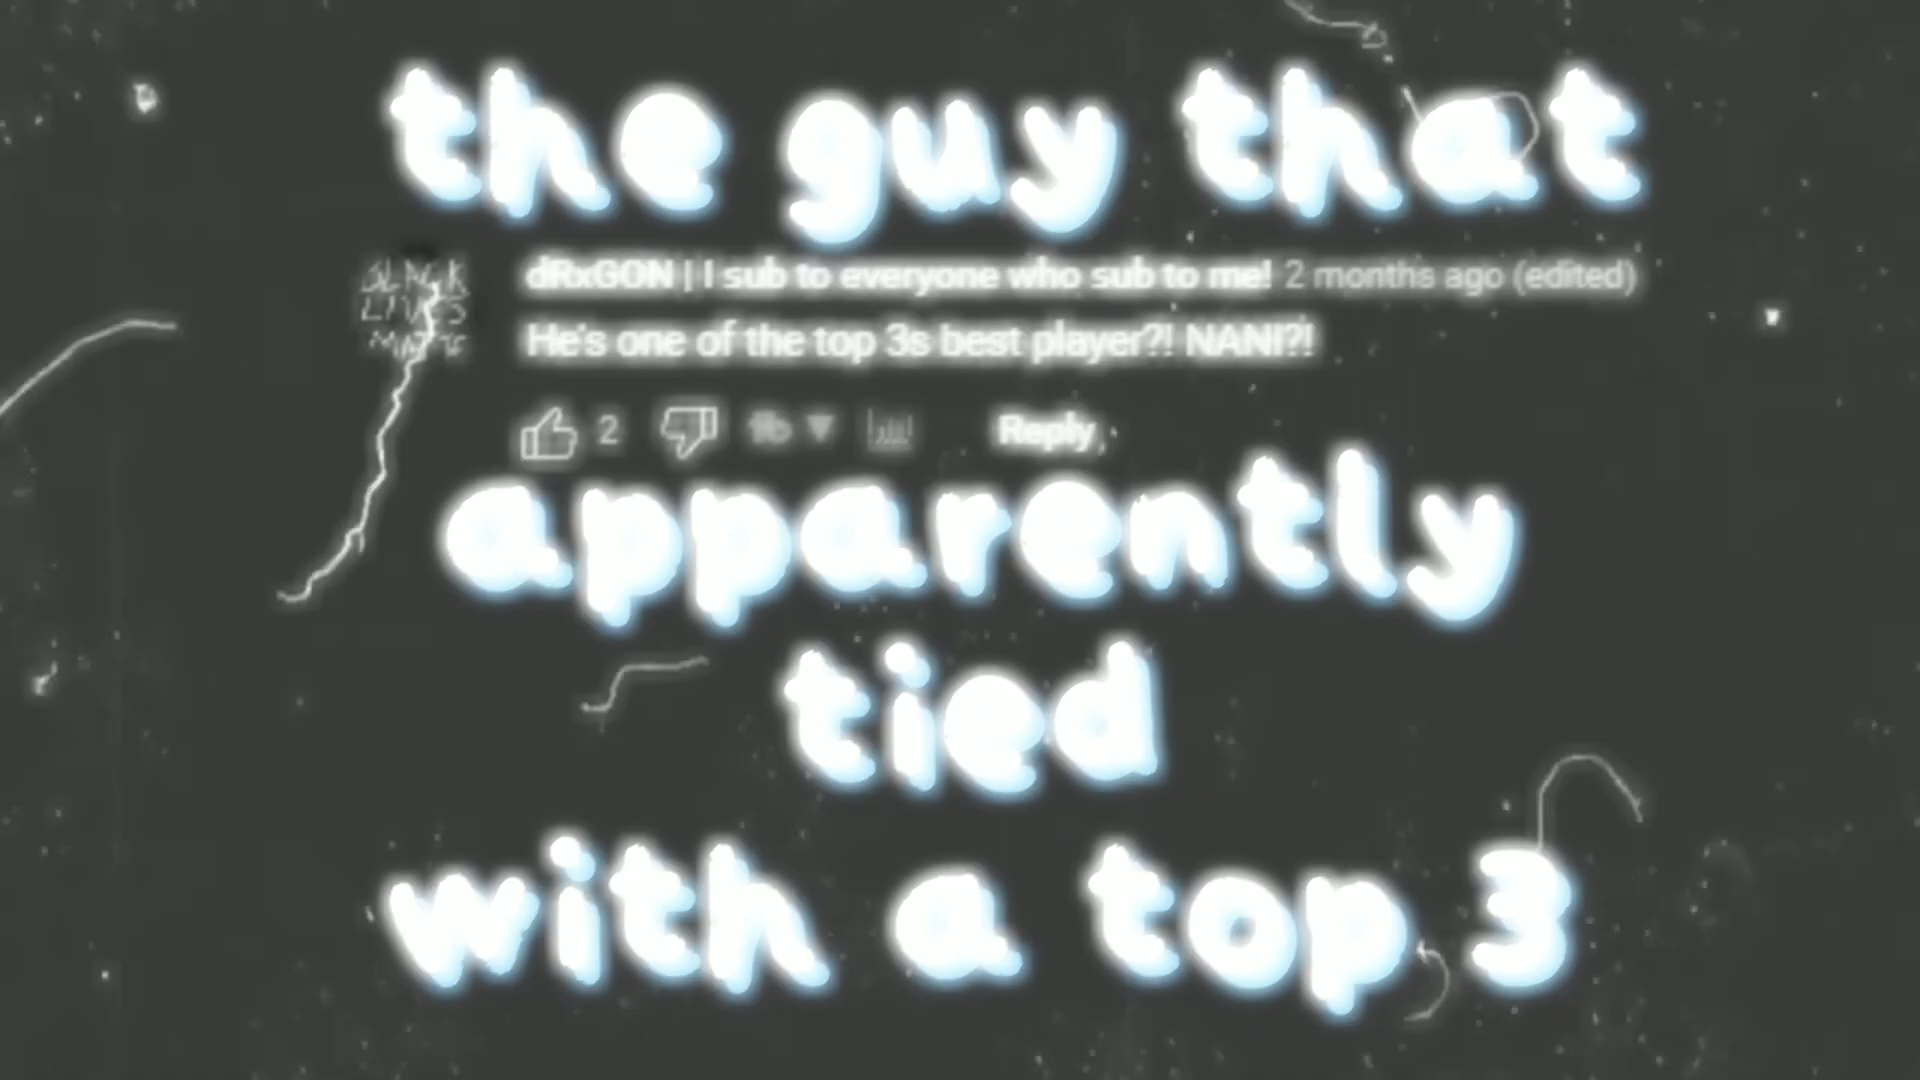 the guy that
dRxGON | I sub to everyone who sub to me! 2 months ago (edited)
He's one of the top 3s best player?! NANI?!
2 Reply
apparently
tied
with a top 3